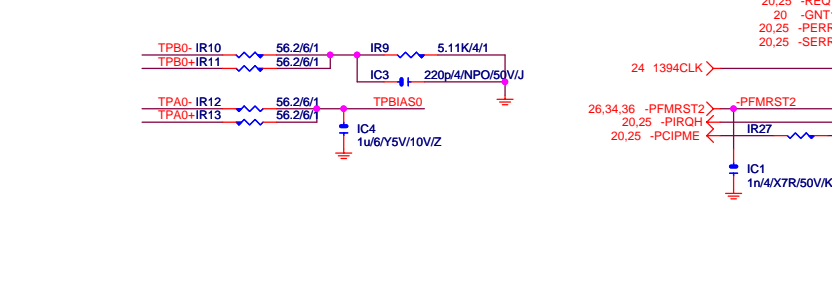 20,25 -REQ
20 -GNT
20,25 -PERR
20,25 -SERR
TPB0- IR10 56.2/6/1 IR9 5.11K/4/1
TPB0+ IR11 56.2/6/1
24 1394CLK
IC3 220p/4/NPO/50V/J
TPA0- IR12 56.2/6/1 TPBIAS0
26,34,36 -PFMRST2 -PFMRST2
TPA0+ IR13 56.2/6/1
20,25 -PIRQH
IC4
IR27
20,25 -PCIPME
1u/6/Y5V/10V/Z
IC1
1n/4/X7R/50V/K